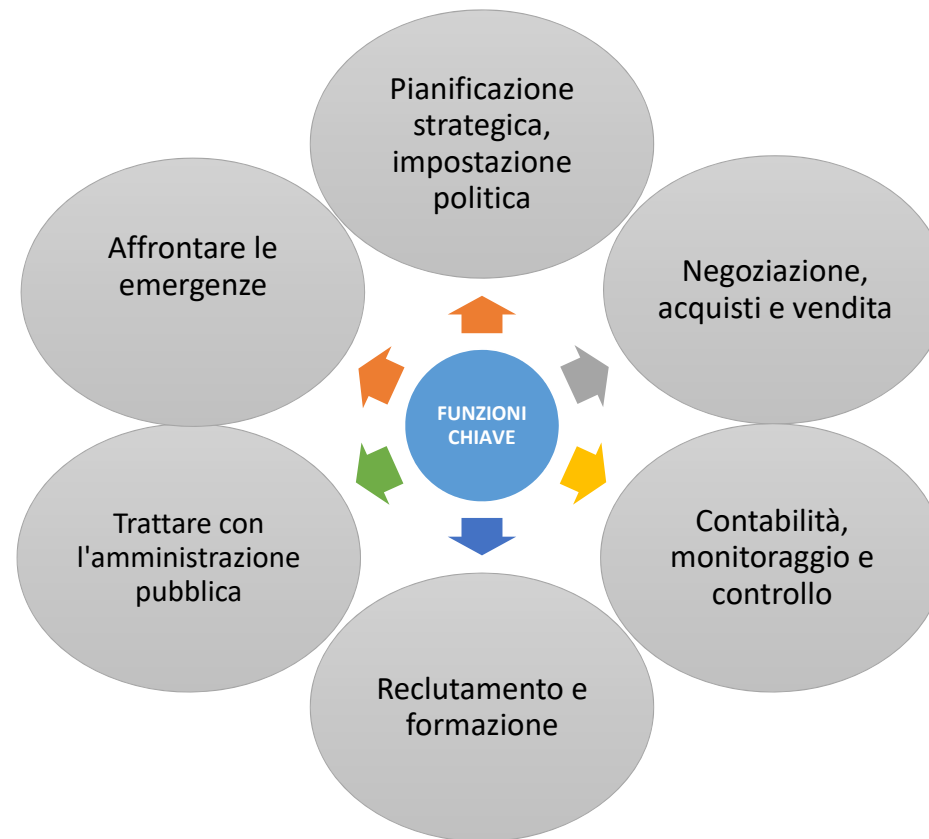 Pianificazione
strategica,
impostazione
politica
Affrontare le
emergenze
Negoziazione,
acquisti e vendita
FUNZIONI
CHIAVE
Trattare con
l'amministrazione
pubblica
Contabilità,
monitoraggio e
controllo
Reclutamento e
formazione